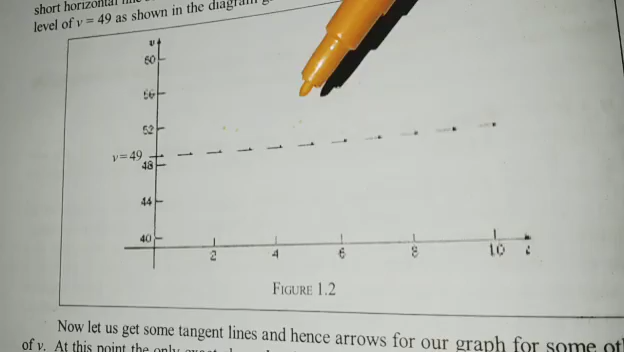 short horizontal
level of v = 49 as shown in the diagram
v
60
56
52
v=49
48
44
40
2 4 6 8 10 t
FIGURE 1.2
Now let us get some tangent lines and hence arrows for our graph for some
of v. At this point the only